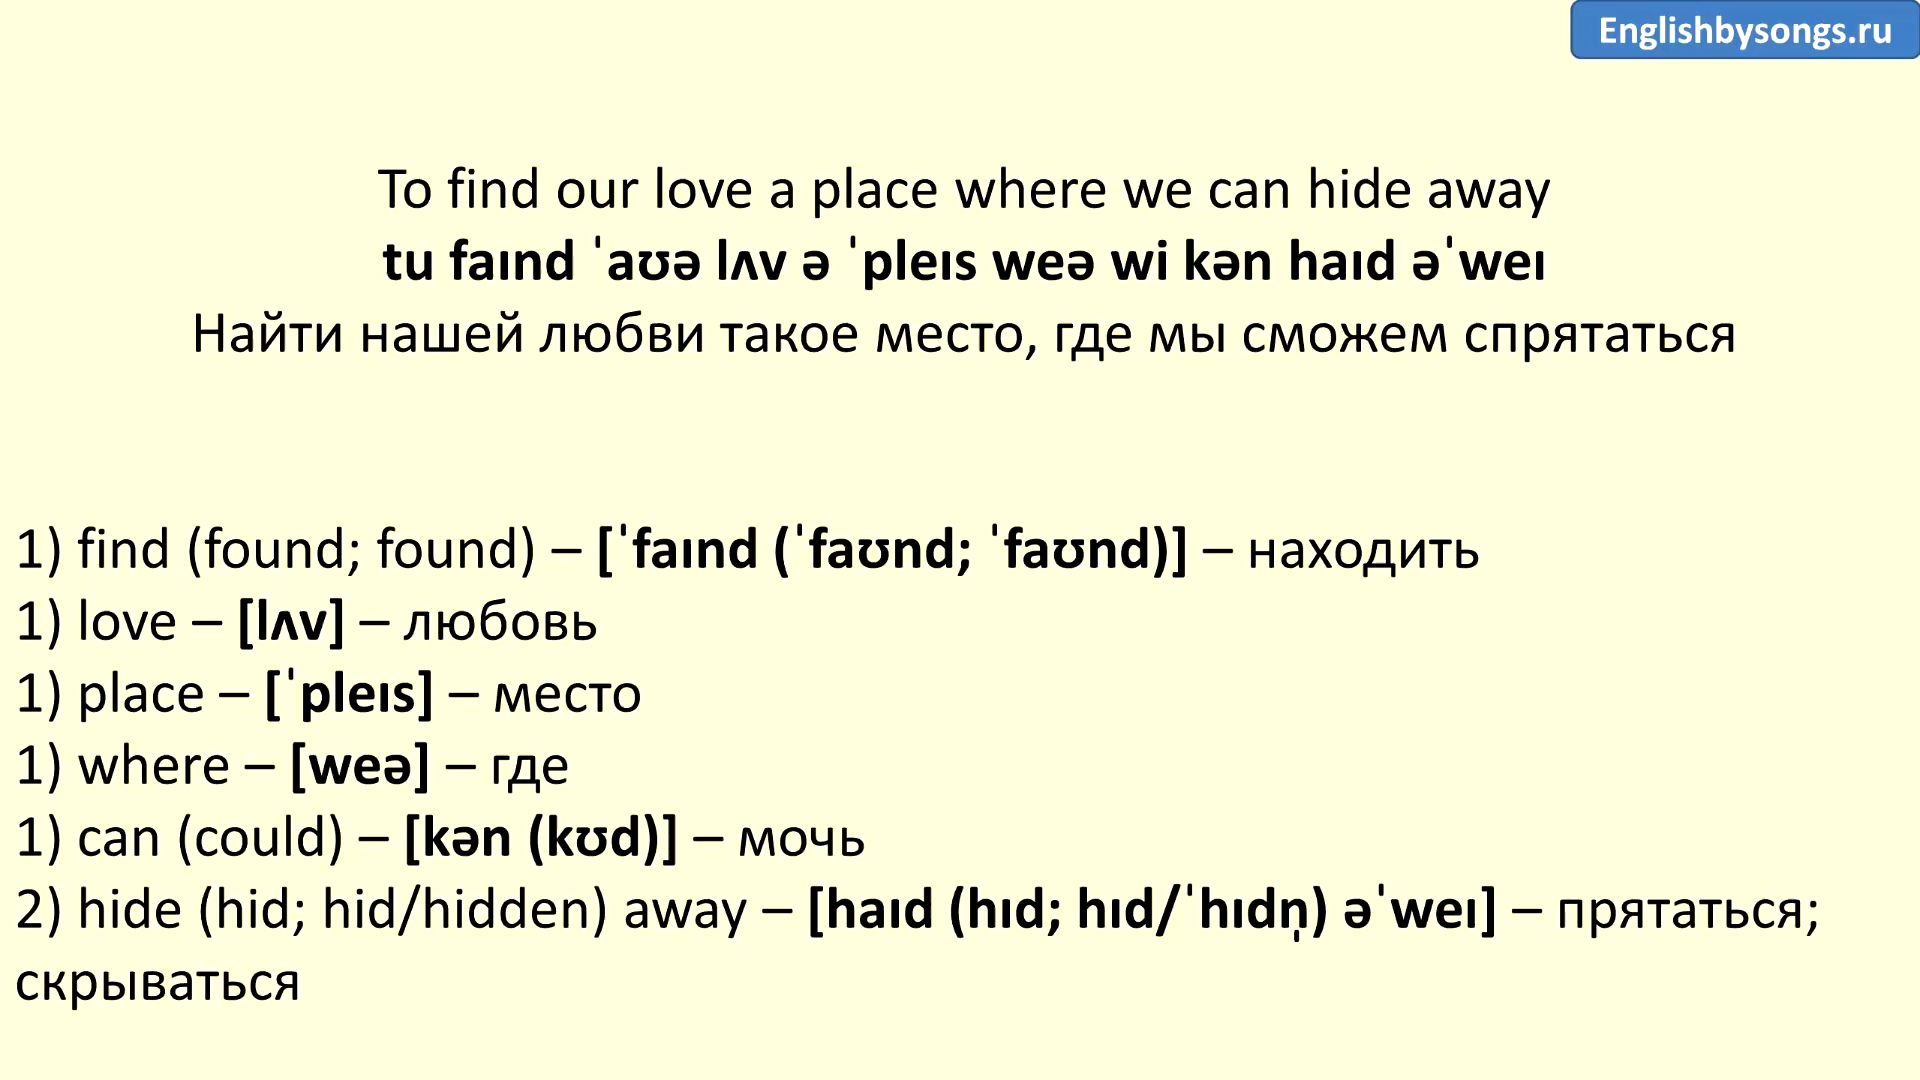 Englishbysongs.ru
To find our love a place where we can hide away
tu faɪnd ˈaʊə lʌv ə ˈpleɪs weə wi kən haɪd əˈweɪ
Найти нашей любви такое место, где мы сможем спрятаться
1) find (found; found) – [ˈfaɪnd (ˈfaʊnd; ˈfaʊnd)] – находить
1) love – [lʌv] – любовь
1) place – [ˈpleɪs] – место
1) where – [weə] – где
1) can (could) – [kən (kʊd)] – мочь
2) hide (hid; hid/hidden) away – [haɪd (hɪd; hɪd/ˈhɪdn̩) əˈweɪ] – прятаться;
скрываться